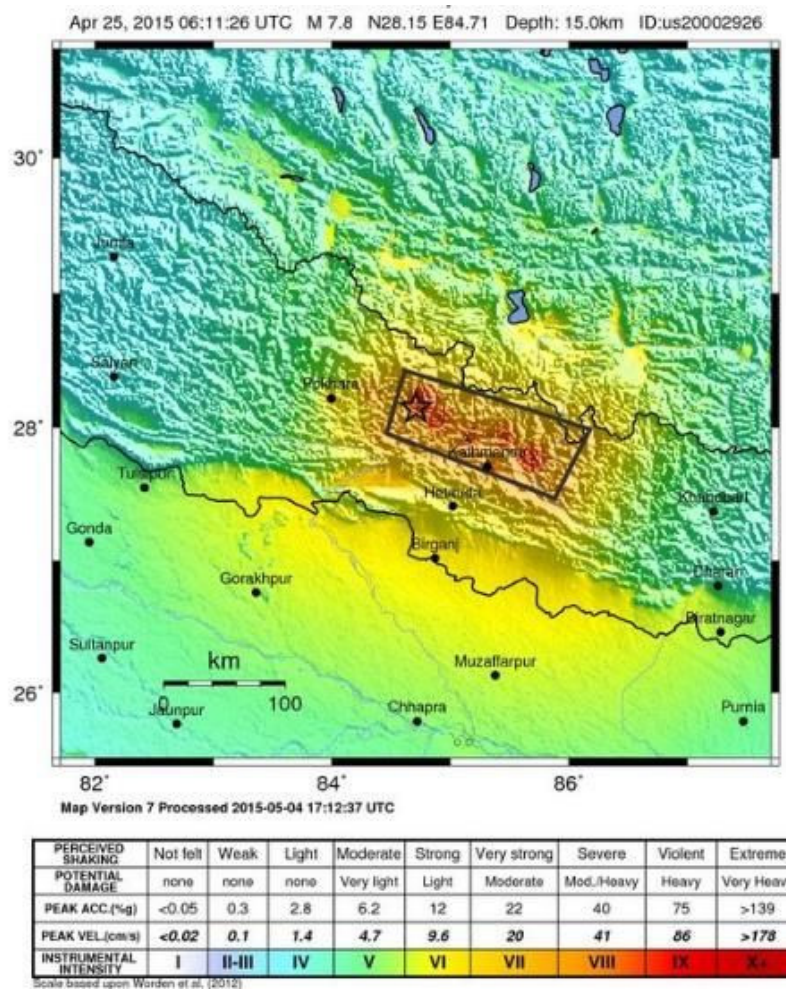 Apr 25, 2015 06:11:26 UTC M 7.8 N28.15 E84.71 Depth: 15.0km ID:us20002926
30°
Jumla
Salyan
Pokhara
28°
Kathmandu
Tulsipur
Hetauda
Khandbari
Gonda
Birganj
Gorakhpur
Dharan
Biratnagar
Sultanpur
km
Muzaffarpur
26°
0 100
Jaunpur
Chhapra
Purnia
82° 84° 86°
Map Version 7 Processed 2015-05-04 17:12:37 UTC
PERCEIVED SHAKING Not felt Weak Light Moderate Strong Very strong Severe Violent Extreme
POTENTIAL DAMAGE none none none Very light Light Moderate Mod./Heavy Heavy Very Heav
PEAK ACC.(%g) <0.05 0.3 2.8 6.2 12 22 40 75 >139
PEAK VEL.(cm/s) <0.02 0.1 1.4 4.7 9.6 20 41 86 >178
INSTRUMENTAL INTENSITY I II-III IV V VI VII VIII IX X+
Scale based upon Worden et al. (2012)